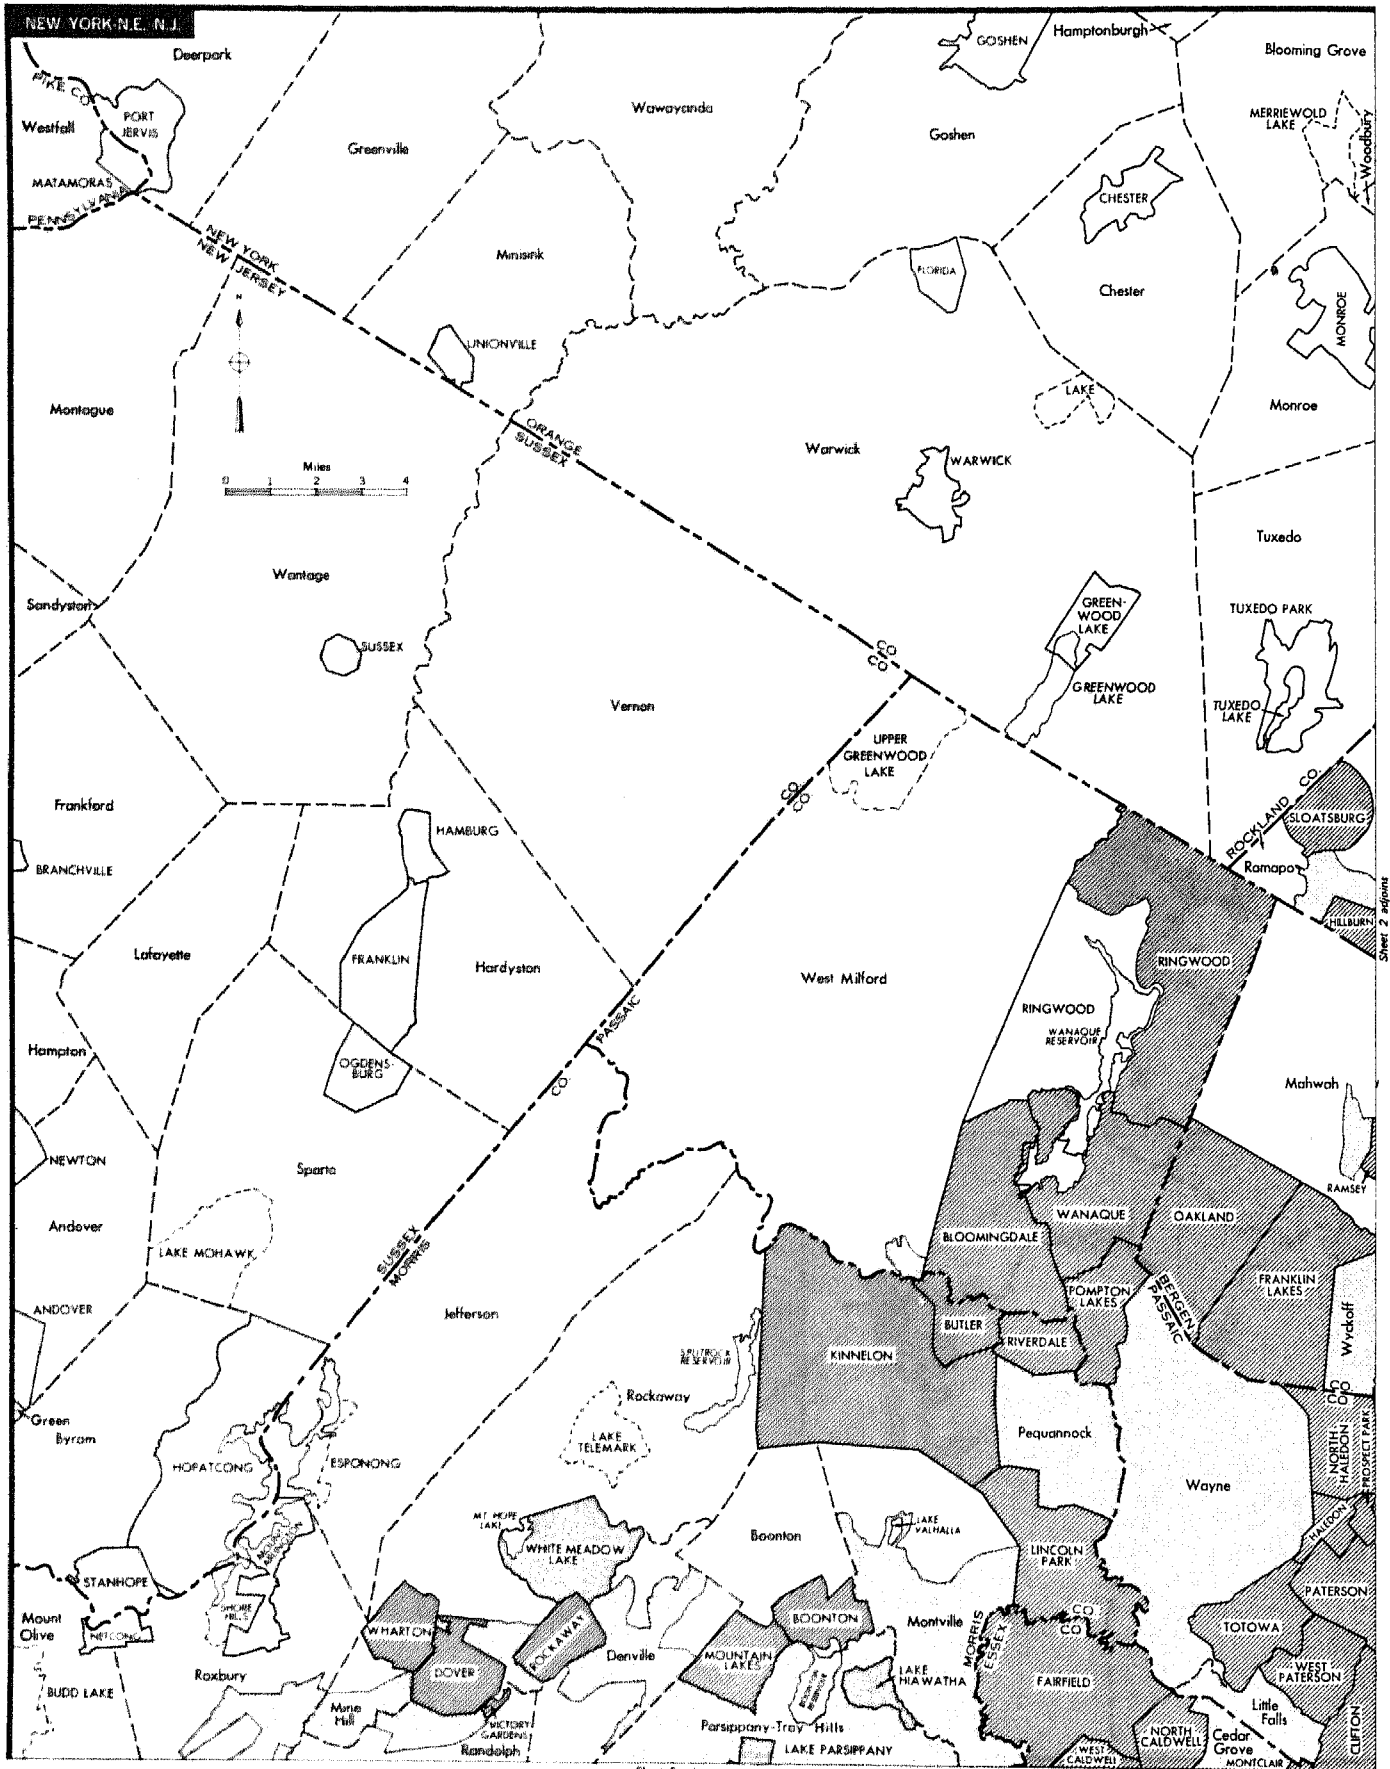 NEW YORK-N.E. N.J.
Deerpark
GOSHEN
Hamptonburgh
Blooming Grove
PIKE CO
Westfall
PORT
JERVIS
Wawayanda
Goshen
MERRIEWOLD
LAKE
Woodbury
Greenville
MATAMORAS
PENNSYLVANIA
CHESTER
NEW YORK
NEW JERSEY
Minisink
FLORIDA
Chester
N
UNIONVILLE
MONROE
Montague
LAKE
Monroe
ORANGE
SUSSEX
Warwick
WARWICK
Miles
0 1 2 3 4
Tuxedo
Wantage
Sandyston
GREEN-
WOOD
LAKE
TUXEDO PARK
SUSSEX
CO
CO
GREENWOOD
LAKE
Vernon
TUXEDO
LAKE
UPPER
GREENWOOD
LAKE
CO.
CO.
ROCKLAND CO.
Frankford
HAMBURG
SLOATSBURG
BRANCHVILLE
Ramapo
HILLBURN
Sheet 2 adjoins
Lafayette
FRANKLIN
Hardyston
West Milford
RINGWOOD
PASSAIC
CO.
RINGWOOD
WANAQUE
RESERVOIR
Hampton
OGDENS-
BURG
Mahwah
NEWTON
Sparta
RAMSEY
Andover
LAKE MOHAWK
SUSSEX
MORRIS
BLOOMINGDALE
WANAQUE
OAKLAND
ANDOVER
Jefferson
POMPTON
LAKES
BERGEN
PASSAIC
FRANKLIN
LAKES
Wyckoff
BUTLER
RIVERDALE
KINNELON
SPLITROCK
RESERVOIR
Rockaway
CO
CO
Green
Byram
LAKE
TELEMARK
Pequannock
NORTH
HALEDON
PROSPECT PARK
HOPATCONG
ESPONONG
Wayne
MT HOPE
LAKE
WHITE MEADOW
LAKE
Boonton
LAKE
VALHALLA
HALEDON
MOUNT
ARLINGTON
LINCOLN
PARK
STANHOPE
PATERSON
Mount
Olive
NETCONG
SHORE
HILLS
WHARTON
ROCKAWAY
BOONTON
Montville
MORRIS
ESSEX
CO
CO
TOTOWA
Denville
MOUNTAIN
LAKES
DOVER
Roxbury
BUDD LAKE
LAKE
HIAWATHA
FAIRFIELD
WEST
PATERSON
Mine
Hill
VICTORY
GARDENS
Randolph
Parsippany-Troy Hills
LAKE PARSIPPANY
Little
Falls
CLIFTON
NORTH
CALDWELL
Cedar
Grove
WEST
CALDWELL
MONTCLAIR